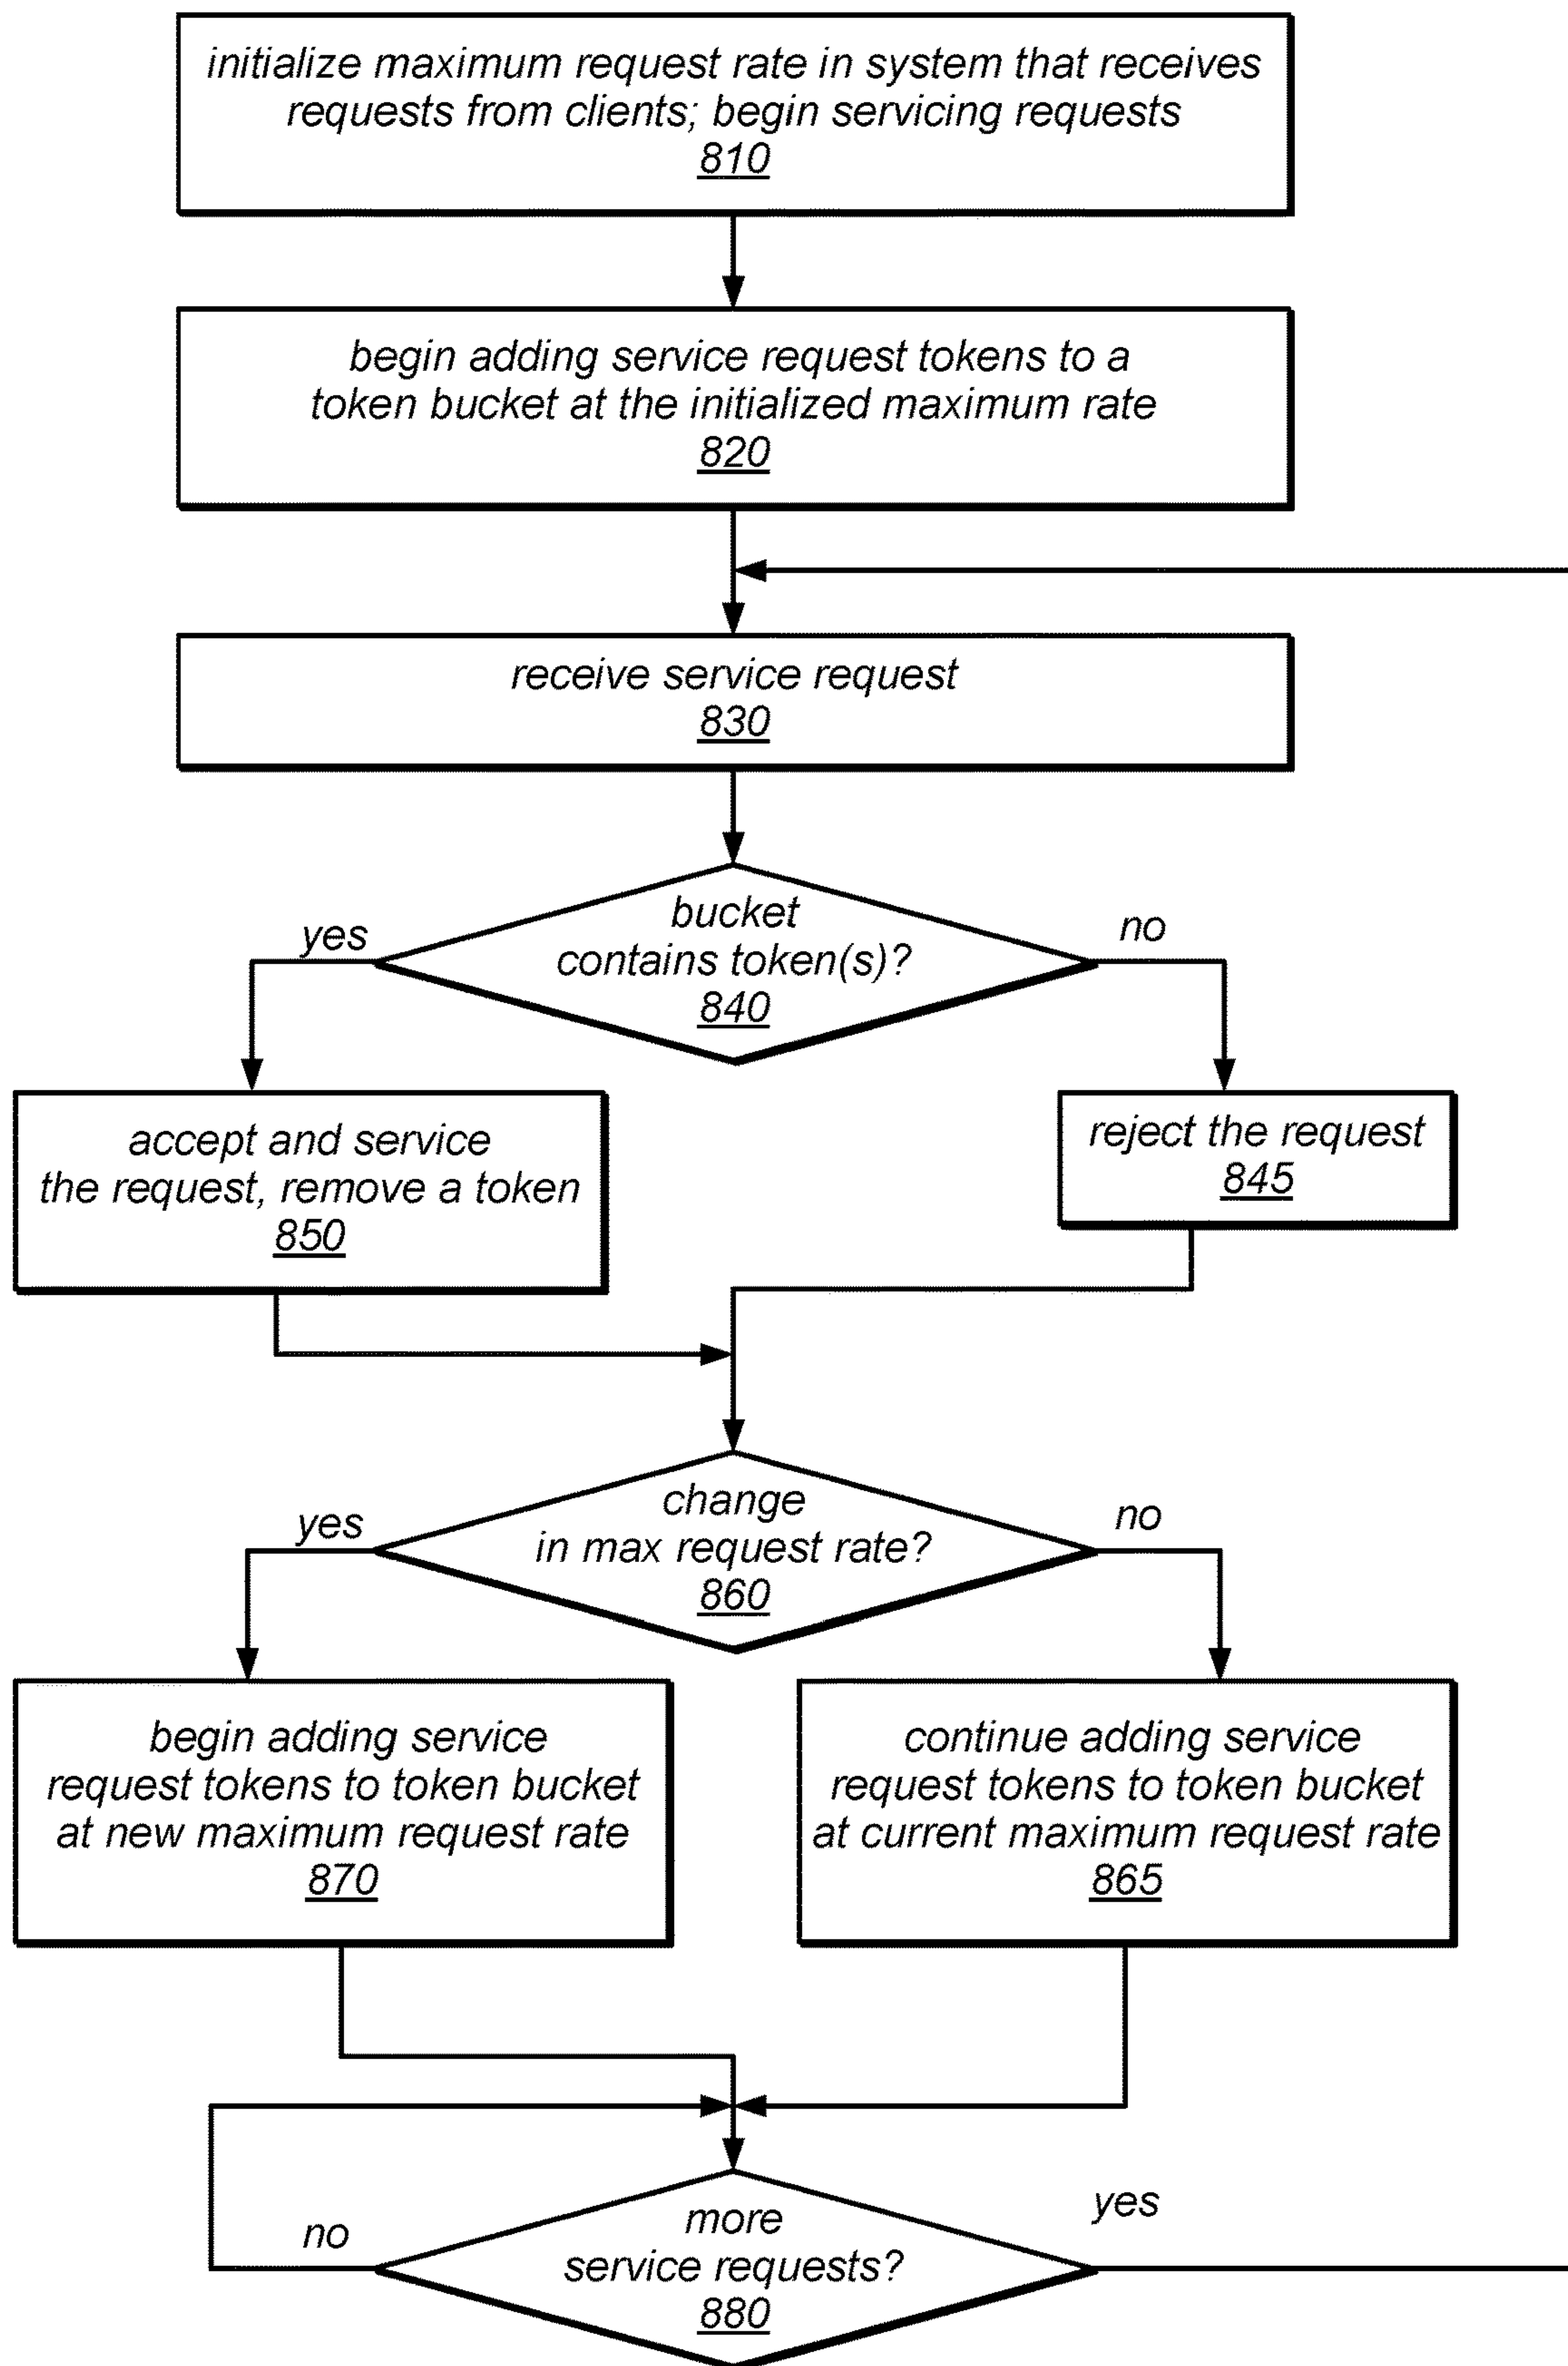 initialize maximum request rate in system that receives
requests from clients; begin servicing requests
810
begin adding service request tokens to a
token bucket at the initialized maximum rate
820
receive service request
830
bucket
contains token(s)?
840
yes
no
accept and service
the request, remove a token
850
reject the request
845
change
in max request rate?
860
yes
no
begin adding service
request tokens to token bucket
at new maximum request rate
870
continue adding service
request tokens to token bucket
at current maximum request rate
865
more
service requests?
880
no
yes